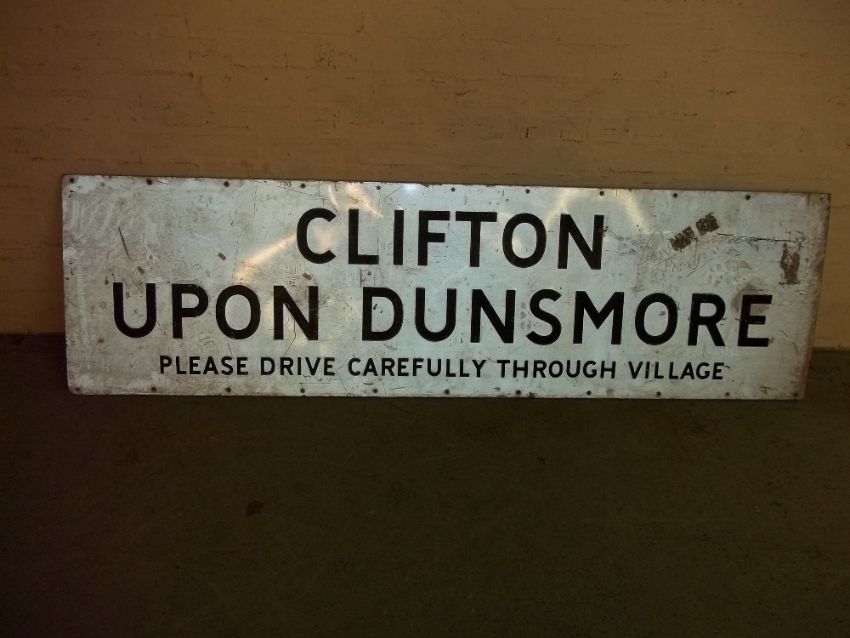 CLIFTON
UPON DUNSMORE
PLEASE DRIVE CAREFULLY THROUGH VILLAGE